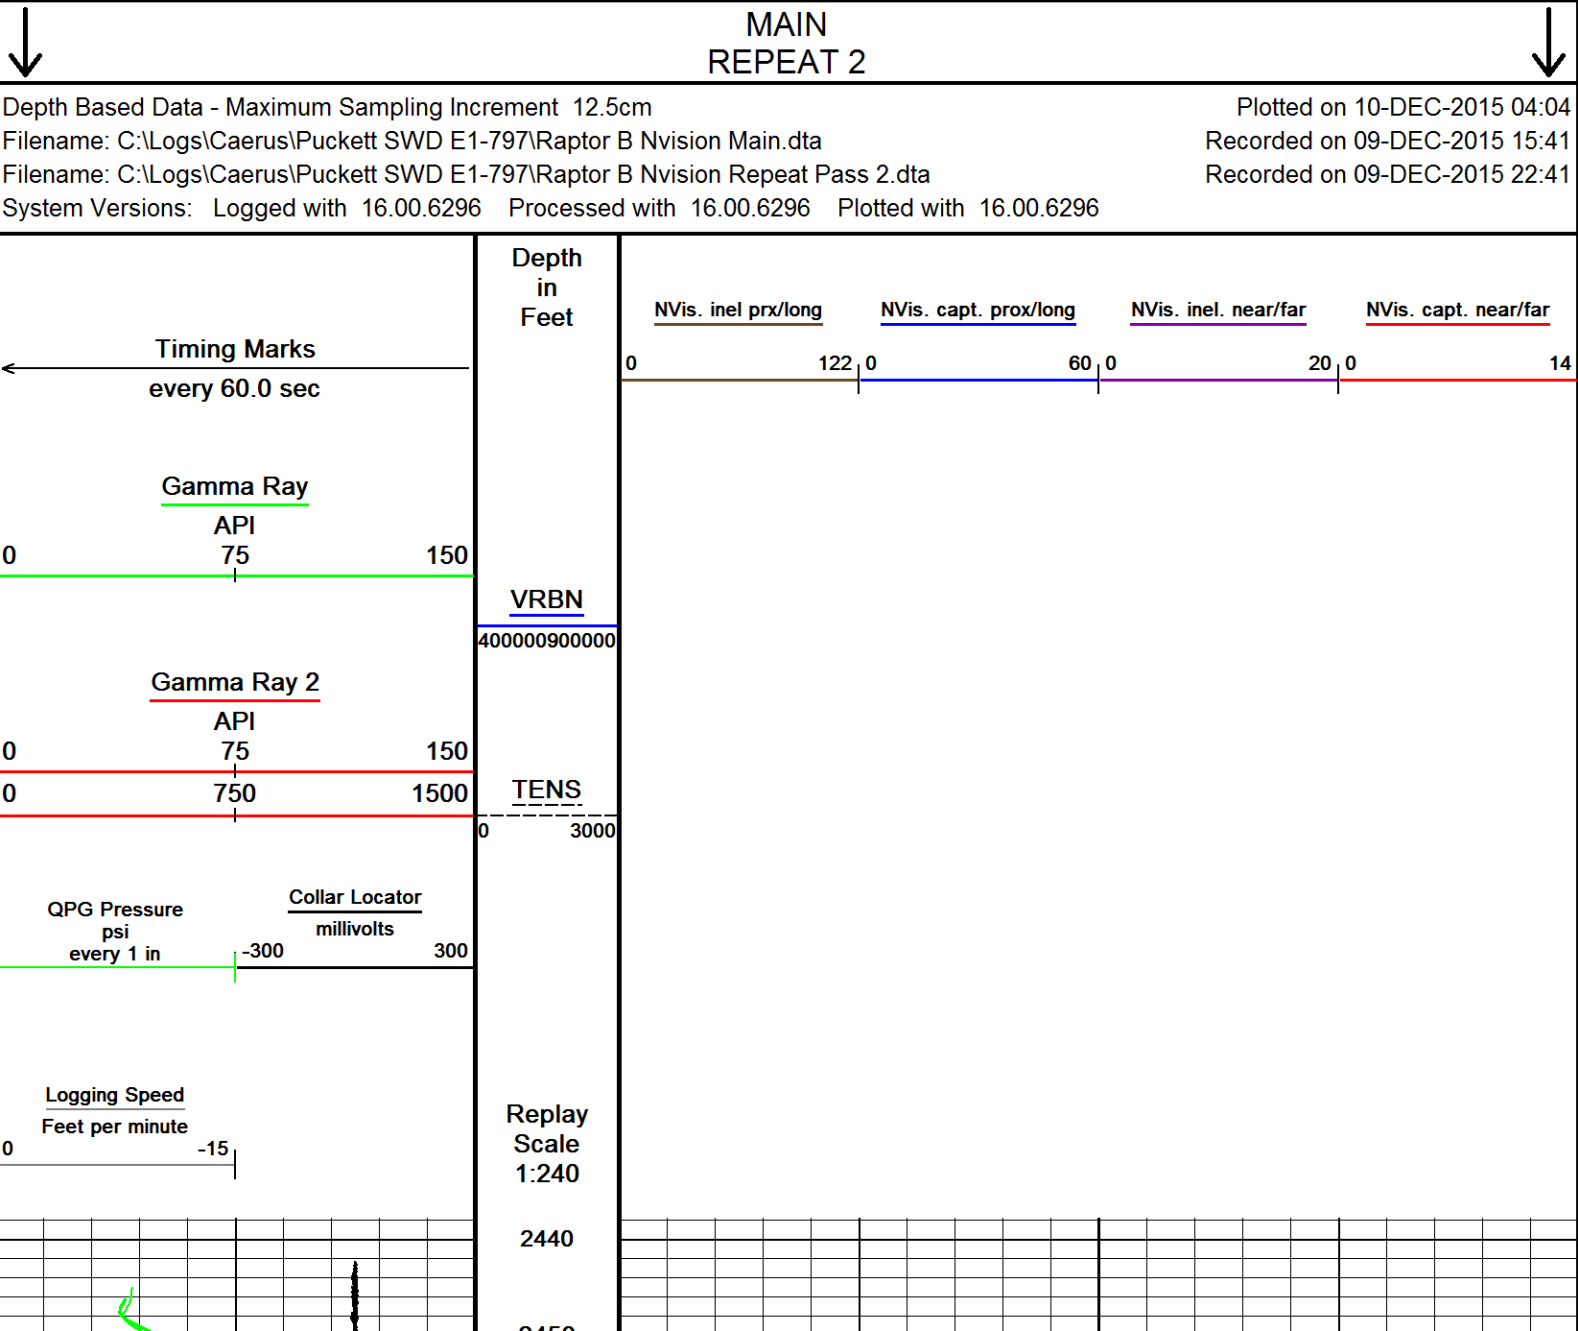 MAIN
REPEAT 2
Depth Based Data - Maximum Sampling Increment 12.5cm
Plotted on 10-DEC-2015 04:04
Filename: C:\Logs\Caerus\Puckett SWD E1-797\Raptor B Nvision Main.dta
Recorded on 09-DEC-2015 15:41
Filename: C:\Logs\Caerus\Puckett SWD E1-797\Raptor B Nvision Repeat Pass 2.dta
Recorded on 09-DEC-2015 22:41
System Versions: Logged with 16.00.6296 Processed with 16.00.6296 Plotted with 16.00.6296
Timing Marks
every 60.0 sec
Gamma Ray
API
0 75 150
Gamma Ray 2
API
0 75 150
0 750 1500
QPG Pressure
psi
every 1 in
Collar Locator
millivolts
-300 300
Logging Speed
Feet per minute
0 -15
Depth
in
Feet
VRBN
400000900000
TENS
0 3000
Replay
Scale
1:240
2440
NVis. inel prx/long
0 122
NVis. capt. prox/long
0 60
NVis. inel. near/far
0 20
NVis. capt. near/far
0 14